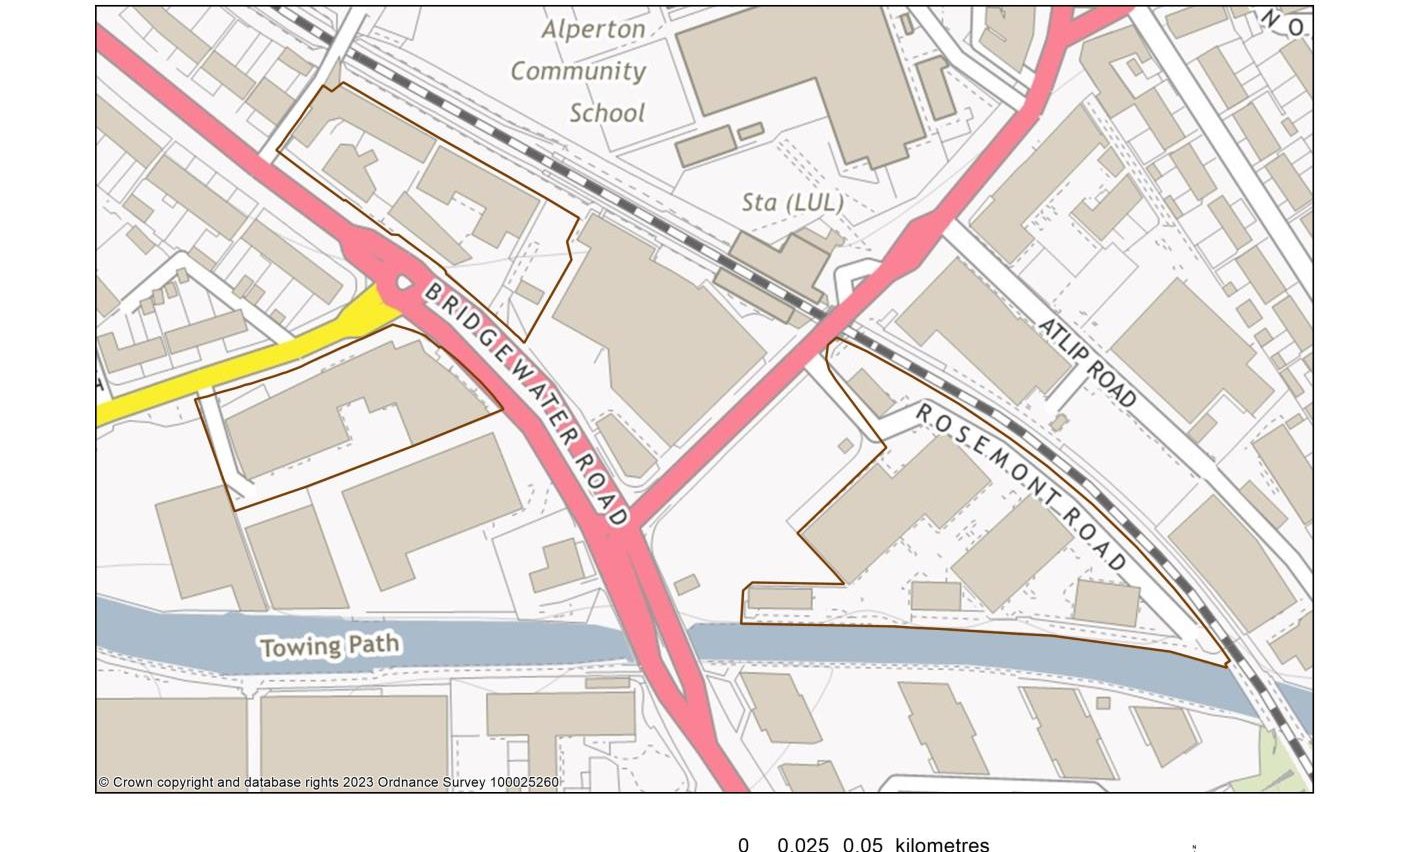 Alperton
Community
School
N O
Sta (LUL)
BRIDGEWATER ROAD
ATLIP ROAD
ROSEMONT ROAD
Towing Path
© Crown copyright and database rights 2023 Ordnance Survey 100025260
0 0.025 0.05 kilometres
N